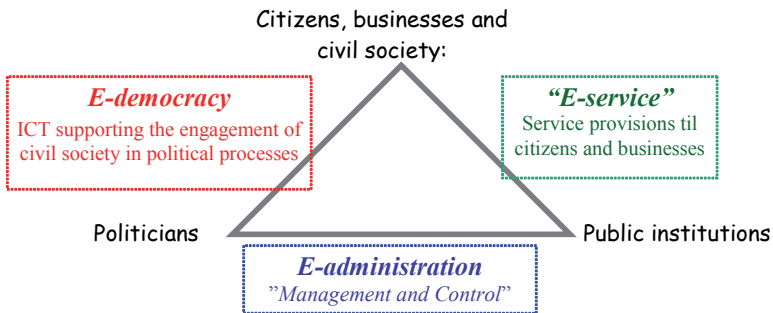 Citizens, businesses and
civil society:
E-democracy
ICT supporting the engagement of
civil society in political processes
“E-service”
Service provisions til
citizens and businesses
Politicians
Public institutions
E-administration
”Management and Control”